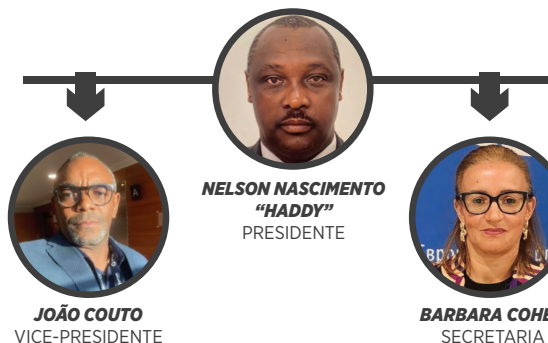 NELSON NASCIMENTO
“HADDY”
PRESIDENTE
JOÃO COUTO
VICE-PRESIDENTE
BARBARA
SECRETARIA